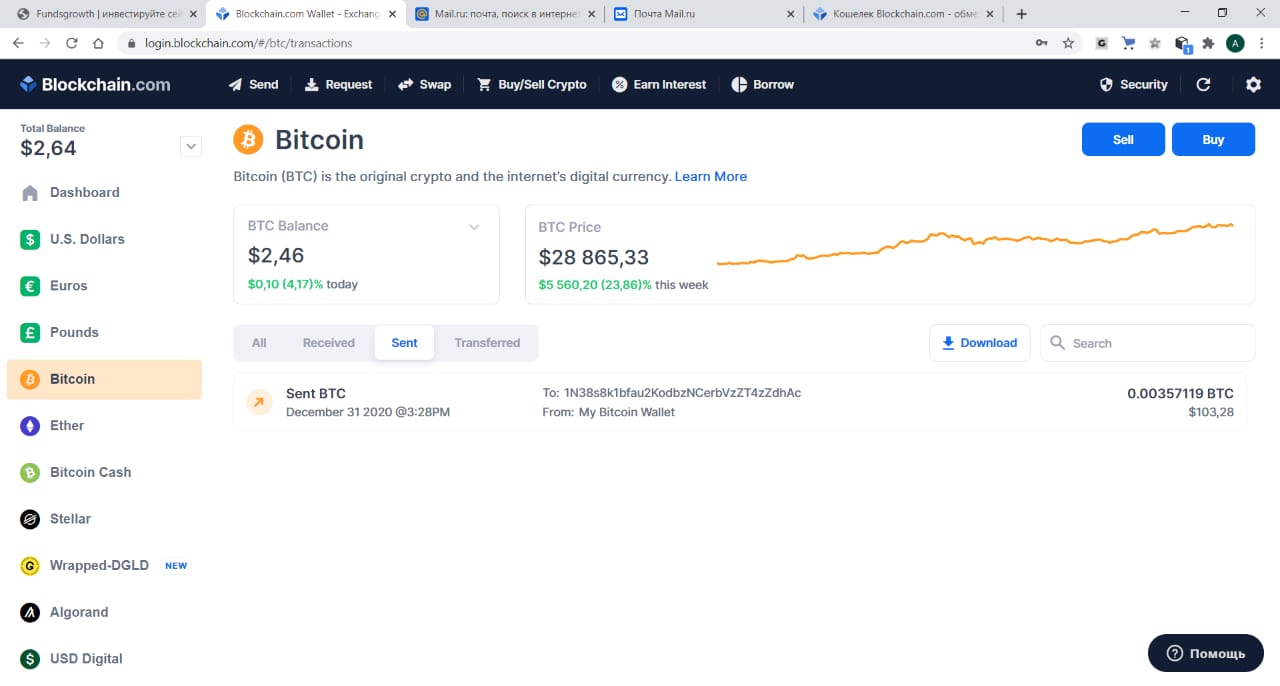 Fundsgrowth | инвестируйте сей
Blockchain.com Wallet - Exchang
Mail.ru: почта, поиск в интернет
Почта Mail.ru
Кошелек Blockchain.com - обме
login.blockchain.com/#/btc/transactions
G
1
A
Blockchain.com
Send
Request
Swap
Buy/Sell Crypto
Earn Interest
Borrow
Security
Total Balance
$2,64
Dashboard
U.S. Dollars
Euros
Pounds
Bitcoin
Ether
Bitcoin Cash
Stellar
Wrapped-DGLD NEW
Algorand
USD Digital
Bitcoin
Sell
Buy
Bitcoin (BTC) is the original crypto and the internet's digital currency. Learn More
BTC Balance
$2,46
$0,10 (4,17)% today
BTC Price
$28 865,33
$5 560,20 (23,86)% this week
All
Received
Sent
Transferred
Download
Search
Sent BTC
December 31 2020 @3:28PM
To: 1N38s8k1bfau2KodbzNCerbVzZT4zZdhAc
From: My Bitcoin Wallet
0.00357119 BTC
$103,28
Помощь